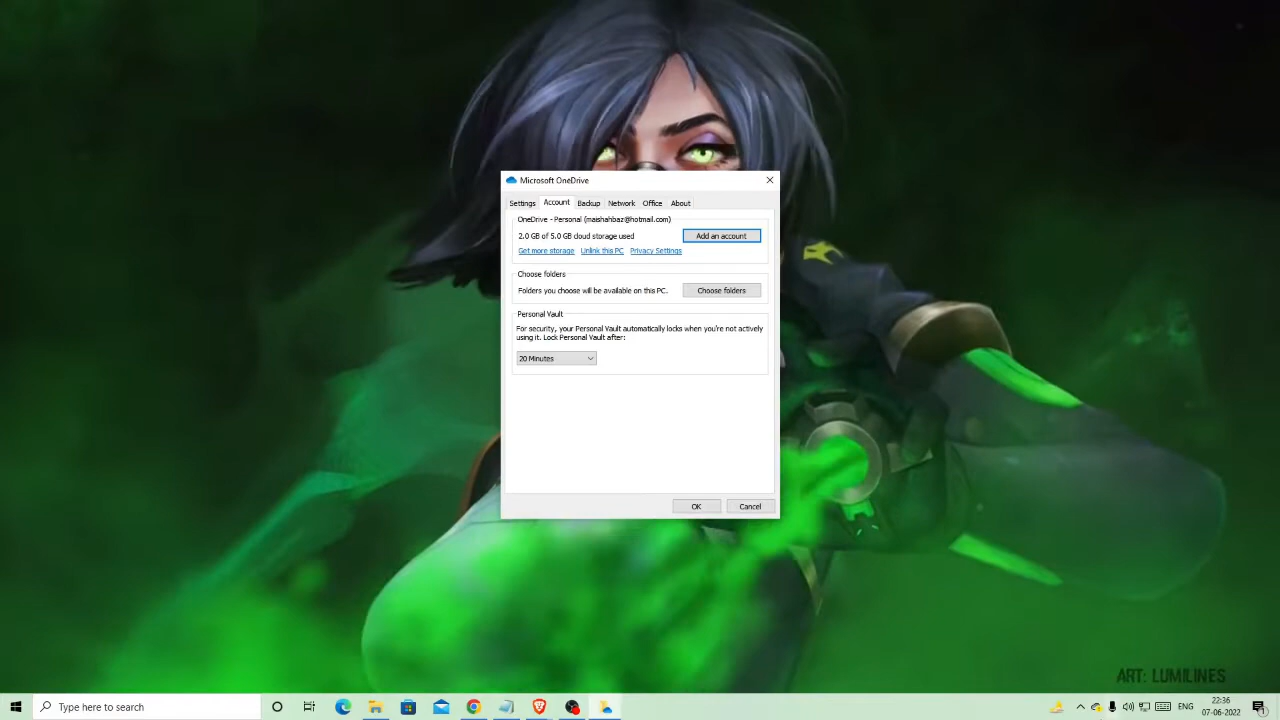 Microsoft OneDrive
Settings Account Backup Network Office About
OneDrive - Personal (maishahbaz@hotmail.com)
2.0 GB of 5.0 GB cloud storage used
Add an account
Get more storage Unlink this PC Privacy Settings
Choose folders
Folders you choose will be available on this PC.
Choose folders
Personal Vault
For security, your Personal Vault automatically locks when you're not actively
using it. Lock Personal Vault after:
20 Minutes
OK Cancel
ART: LUMILINES
Type here to search
ENG
22:36
07-06-2022